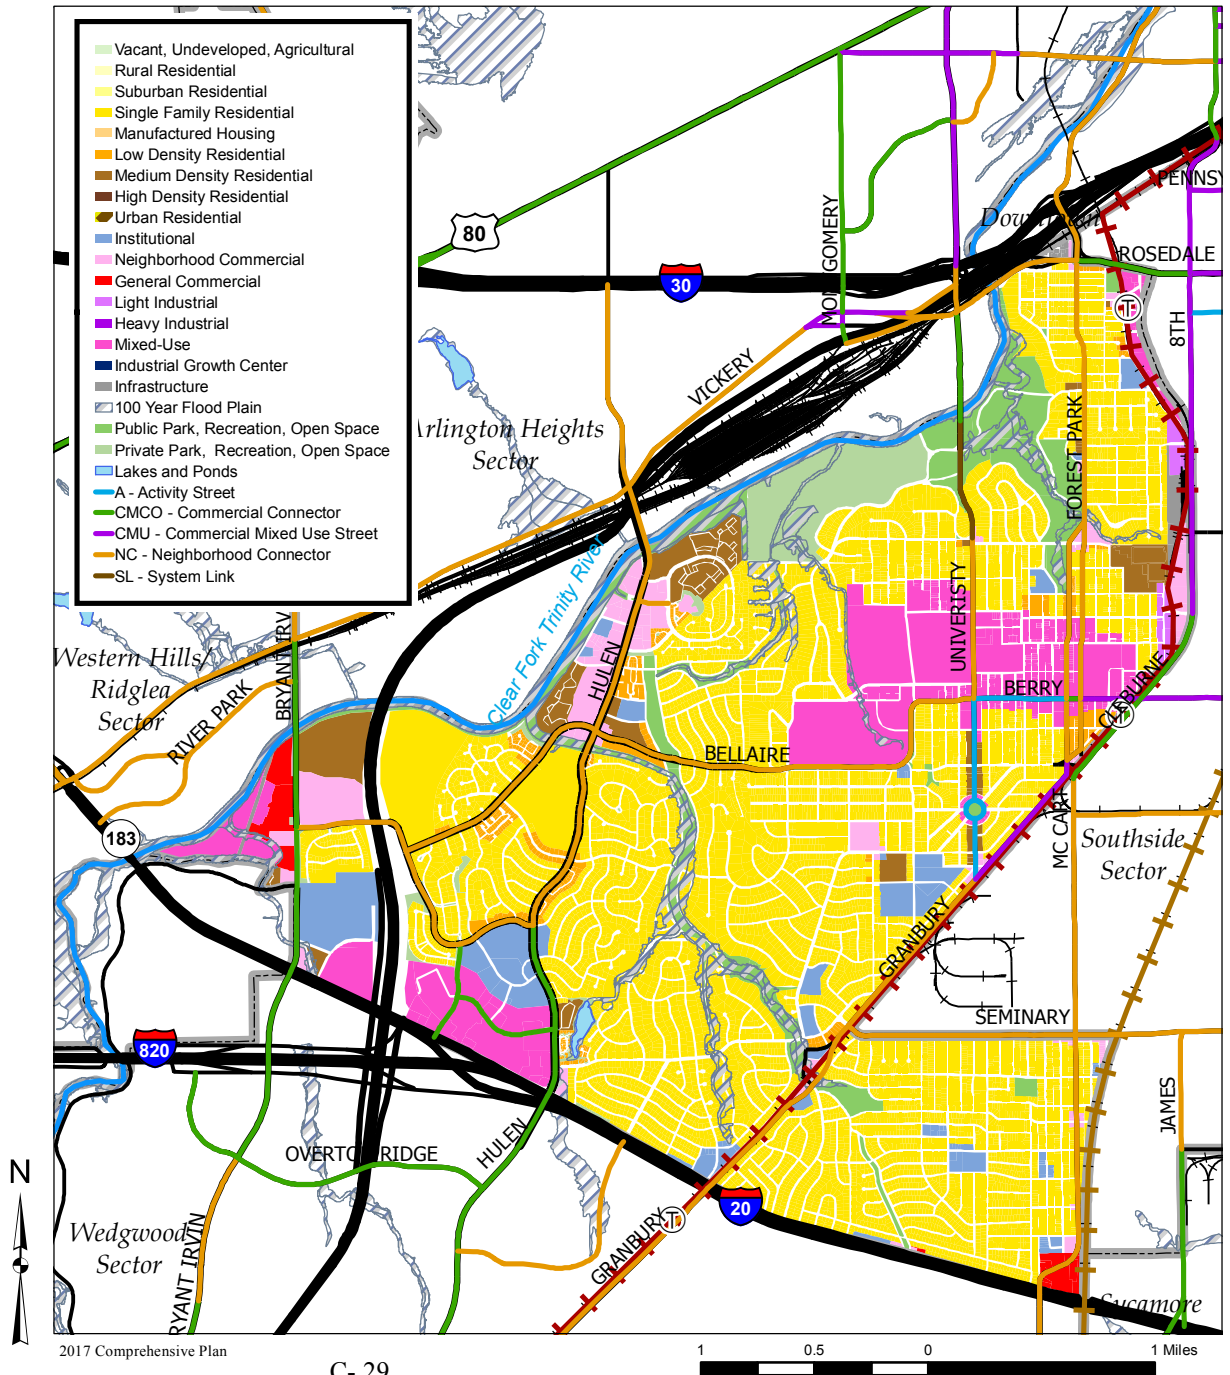 Vacant, Undeveloped, Agricultural
Rural Residential
Suburban Residential
Single Family Residential
Manufactured Housing
Low Density Residential
Medium Density Residential
High Density Residential
Urban Residential
Institutional
Neighborhood Commercial
General Commercial
Light Industrial
Heavy Industrial
Mixed-Use
Industrial Growth Center
Infrastructure
100 Year Flood Plain
Public Park, Recreation, Open Space
Private Park, Recreation, Open Space
Lakes and Ponds
A - Activity Street
CMCO - Commercial Connector
CMU - Commercial Mixed Use Street
NC - Neighborhood Connector
SL - System Link
80
30
MONTGOMERY
PENNSY
Downtown
ROSEDALE
T
8TH
VICKERY
FOREST PARK
Arlington Heights
Sector
Clear Fork Trinity River
UNIVERISTY
Western Hills/
Ridglea
Sector
BRYANT IRV
RIVER PARK
HULEN
BERRY
CLEBURNE
T
BELLAIRE
183
MC CART
Southside
Sector
GRANBURY
SEMINARY
820
JAMES
OVERTON RIDGE
HULEN
N
Wedgwood
Sector
RYANT IRVIN
GRANBURY
T
20
Sycamore
2017 Comprehensive Plan
C- 29
1 0.5 0 1 Miles